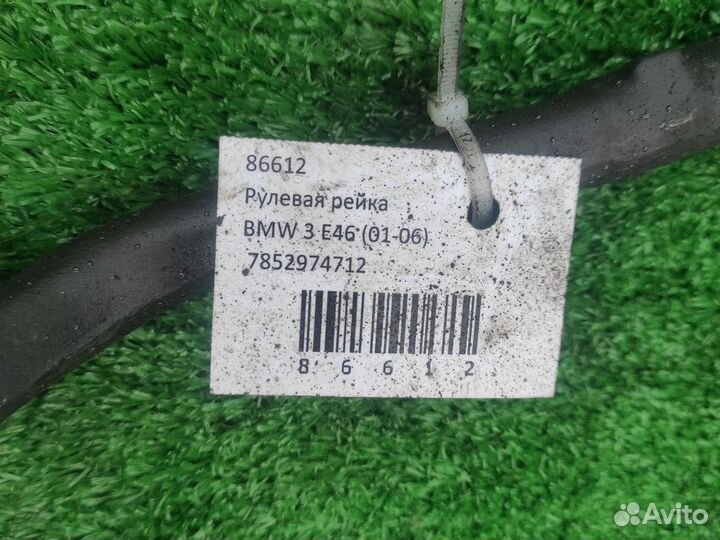 86612
Рулевая рейка
BMW 3 E46 (01-06)
7852974712
8 6 6 1 2
Avito